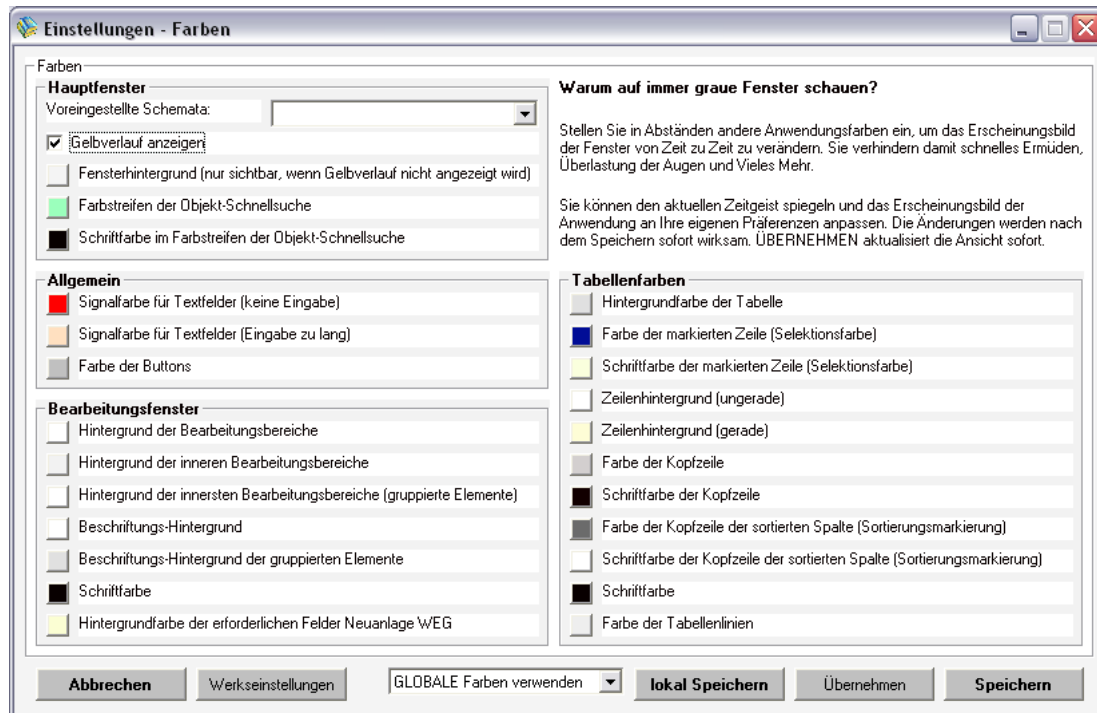 Einstellungen - Farben
Farben
Hauptfenster
Voreingestellte Schemata:
Gelbverlauf anzeigen
Fensterhintergrund (nur sichtbar, wenn Gelbverlauf nicht angezeigt wird)
Farbstreifen der Objekt-Schnellsuche
Schriftfarbe im Farbstreifen der Objekt-Schnellsuche
Warum auf immer graue Fenster schauen?
Stellen Sie in Abständen andere Anwendungsfarben ein, um das Erscheinungsbild
der Fenster von Zeit zu Zeit zu verändern. Sie verhindern damit schnelles Ermüden,
Überlastung der Augen und Vieles Mehr.
Sie können den aktuellen Zeitgeist spiegeln und das Erscheinungsbild der
Anwendung an Ihre eigenen Präferenzen anpassen. Die Änderungen werden nach
dem Speichern sofort wirksam. ÜBERNEHMEN aktualisiert die Ansicht sofort.
Allgemein
Signalfarbe für Textfelder (keine Eingabe)
Signalfarbe für Textfelder (Eingabe zu lang)
Farbe der Buttons
Bearbeitungsfenster
Hintergrund der Bearbeitungsbereiche
Hintergrund der inneren Bearbeitungsbereiche
Hintergrund der innersten Bearbeitungsbereiche (gruppierte Elemente)
Beschriftungs-Hintergrund
Beschriftungs-Hintergrund der gruppierten Elemente
Schriftfarbe
Hintergrundfarbe der erforderlichen Felder Neuanlage WEG
Tabellenfarben
Hintergrundfarbe der Tabelle
Farbe der markierten Zeile (Selektionsfarbe)
Schriftfarbe der markierten Zeile (Selektionsfarbe)
Zeilenhintergrund (ungerade)
Zeilenhintergrund (gerade)
Farbe der Kopfzeile
Schriftfarbe der Kopfzeile
Farbe der Kopfzeile der sortierten Spalte (Sortierungsmarkierung)
Schriftfarbe der Kopfzeile der sortierten Spalte (Sortierungsmarkierung)
Schriftfarbe
Farbe der Tabellenlinien
Abbrechen
Werkseinstellungen
GLOBALE Farben verwenden
lokal Speichern
Übernehmen
Speichern